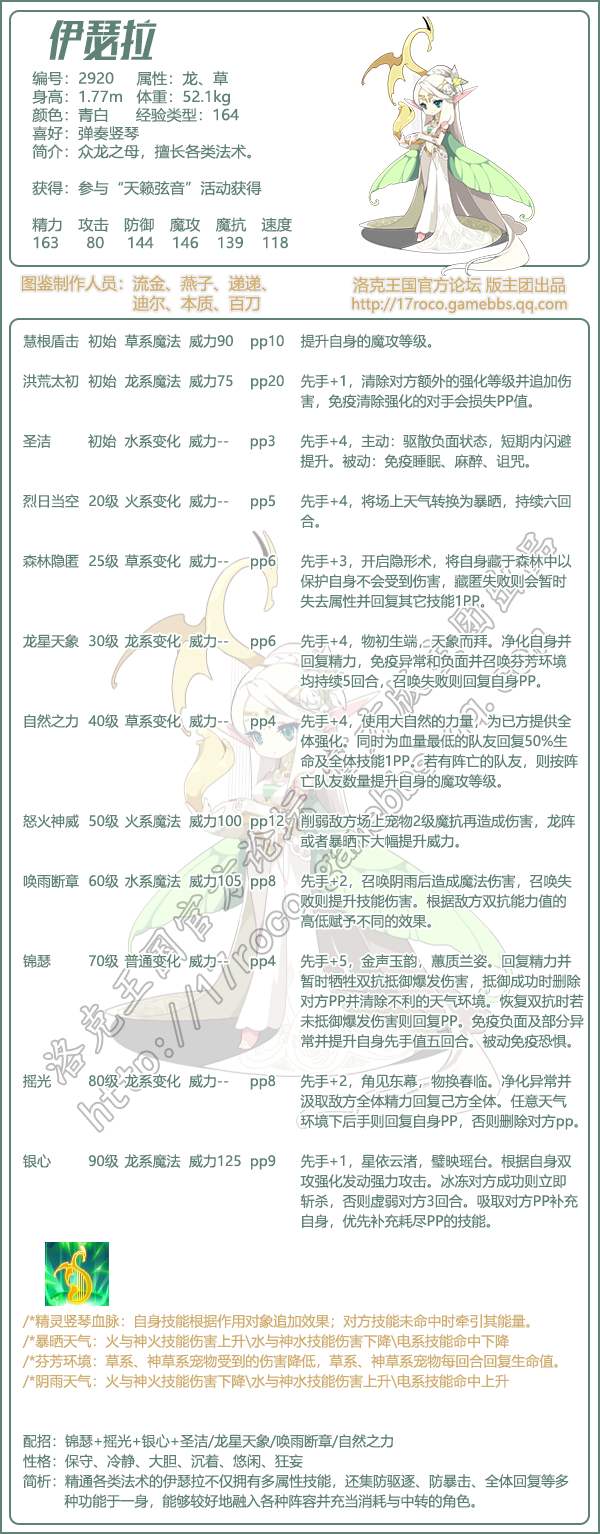 伊瑟拉
编号：2920 属性：龙、草
身高：1.77m 体重：52.1kg
颜色：青白 经验类型：164
喜好：弹奏竖琴
简介：众龙之母，擅长各类法术。
获得：参与“天籁弦音”活动获得
精力 攻击 防御 魔攻 魔抗 速度
163 80 144 146 139 118
图鉴制作人员：流金、燕子、递递、
迪尔、本质、百刀
洛克王国官方论坛 版主团出品
http://17roco.gamebbs.qq.com
慧根盾击 初始 草系魔法 威力90 pp10 提升自身的魔攻等级。
洪荒太初 初始 龙系魔法 威力75 pp20 先手+1，清除对方额外的强化等级并追加伤
害，免疫清除强化的对手会损失PP值。
圣洁 初始 水系变化 威力-- pp3 先手+4，主动：驱散负面状态，短期内闪避
提升。被动：免疫睡眠、麻醉、诅咒。
烈日当空 20级 火系变化 威力-- pp5 先手+4，将场上天气转换为暴晒，持续六回
合。
森林隐匿 25级 草系变化 威力-- pp6 先手+3，开启隐形术，将自身藏于森林中以
保护自身不会受到伤害，藏匿失败则会暂时
失去属性并回复其它技能1PP。
龙星天象 30级 龙系变化 威力-- pp6 先手+4，物初生端，天象而拜。净化自身并
回复精力，免疫异常和负面并召唤芬芳环境
均持续5回合，召唤失败则回复自身PP。
自然之力 40级 草系变化 威力-- pp4 先手+4，使用大自然的力量，为已方提供全
体强化。同时为血量最低的队友回复50%生
命及全体技能1PP。若有阵亡的队友，则按阵
亡队友数量提升自身的魔攻等级。
怒火神威 50级 火系魔法 威力100 pp12 削弱敌方场上宠物2级魔抗再造成伤害，龙阵
或者暴晒下大幅提升威力。
唤雨断章 60级 水系魔法 威力105 pp8 先手+2，召唤阴雨后造成魔法伤害，召唤失
败则提升技能伤害。根据敌方双抗能力值的
高低赋予不同的效果。
锦瑟 70级 普通变化 威力-- pp4 先手+5，金声玉韵，蕙质兰姿。回复精力并
暂时牺牲双抗抵御爆发伤害，抵御成功时删除
对方PP并清除不利的天气环境。恢复双抗时若
未抵御爆发伤害则回复PP。免疫负面及部分异
常并提升自身先手值五回合。被动免疫恐惧。
摇光 80级 龙系变化 威力-- pp8 先手+2，角见东幕，物换春临。净化异常并
汲取敌方全体精力回复己方全体。任意天气
环境下后手则回复自身PP，否则删除对方pp。
银心 90级 龙系魔法 威力125 pp9 先手+1，星依云渚，璧映瑶台。根据自身双
攻强化发动强力攻击。冰冻对方成功则立即
斩杀，否则虚弱对方3回合。吸取对方PP补充
自身，优先补充耗尽PP的技能。
/*精灵竖琴血脉：自身技能根据作用对象追加效果；对方技能未命中时牵引其能量。
/*暴晒天气：火与神火技能伤害上升\水与神水技能伤害下降\电系技能命中下降
/*芬芳环境：草系、神草系宠物受到的伤害降低，草系、神草系宠物每回合回复生命值。
/*阴雨天气：火与神火技能伤害下降\水与神水技能伤害上升\电系技能命中上升
配招：锦瑟+摇光+银心+圣洁/龙星天象/唤雨断章/自然之力
性格：保守、冷静、大胆、沉着、悠闲、狂妄
简析：精通各类法术的伊瑟拉不仅拥有多属性技能，还集防驱逐、防暴击、全体回复等多
种功能于一身，能够较好地融入各种阵容并充当消耗与中转的角色。
洛克王国官方论坛 版主团出品
http://17roco.gamebbs.qq.com